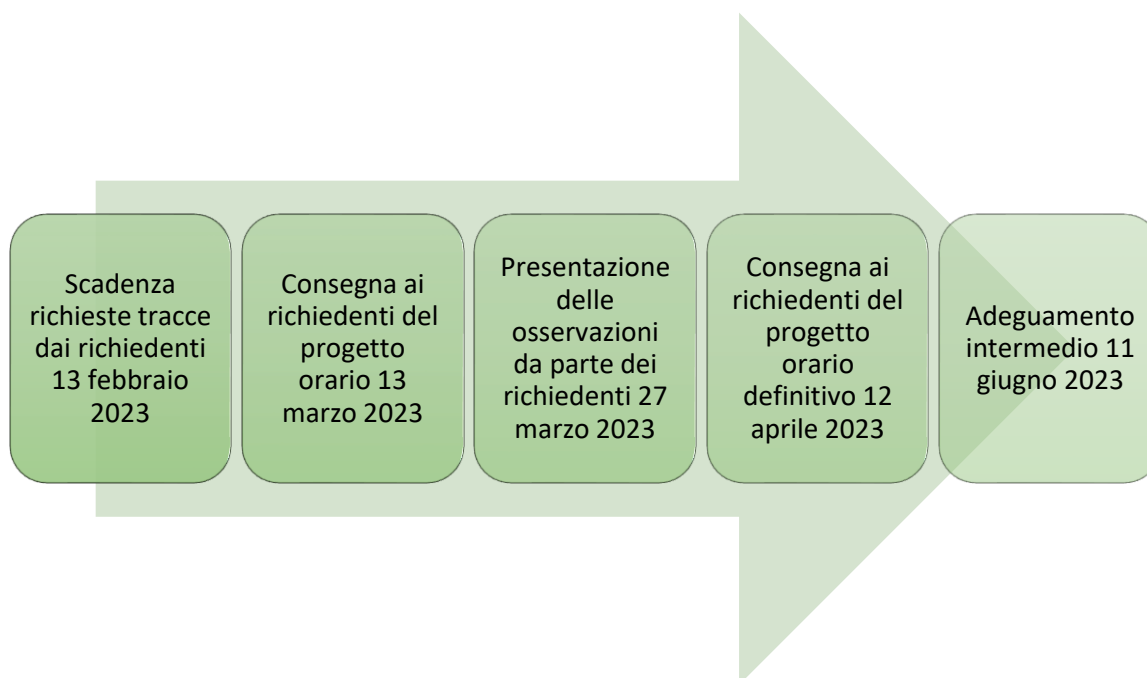 Scadenza
richieste tracce
dai richiedenti
13 febbraio
2023
Consegna ai
richiedenti del
progetto
orario 13
marzo 2023
Presentazione
delle
osservazioni
da parte dei
richiedenti 27
marzo 2023
Consegna ai
richiedenti del
progetto
orario
definitivo 12
aprile 2023
Adeguamento
intermedio 11
giugno 2023